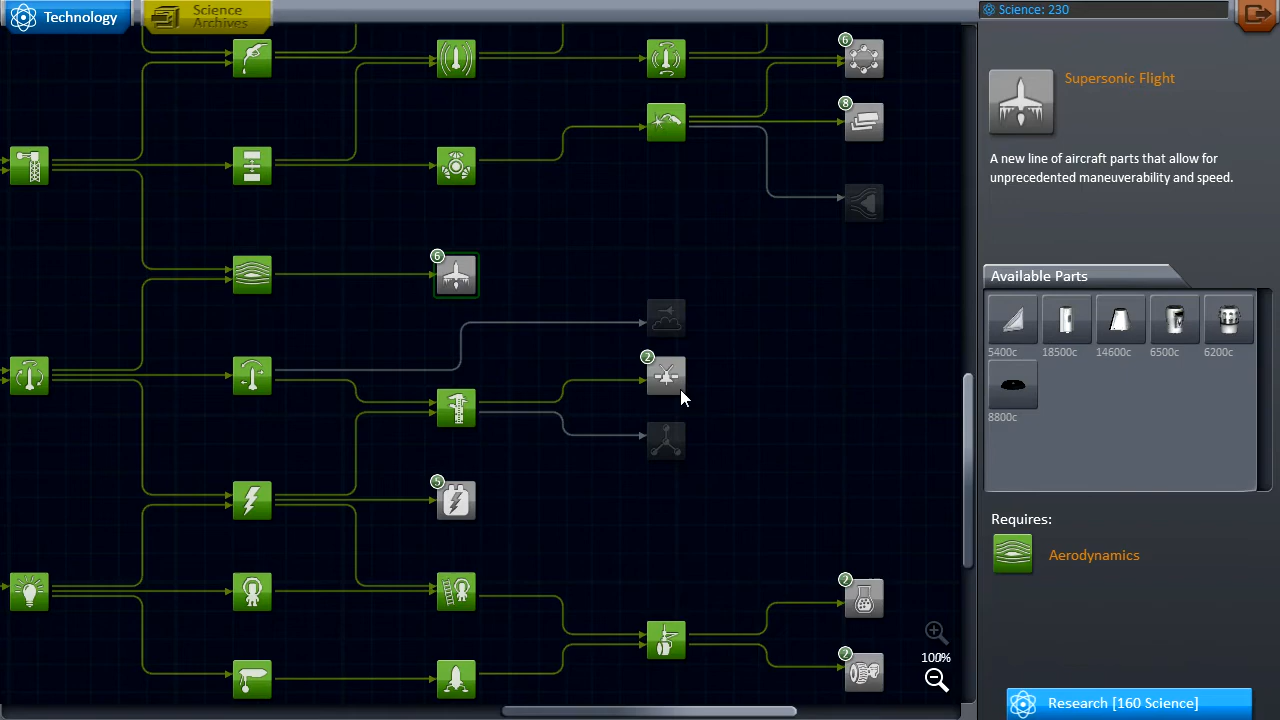 Technology
Science
Archives
Science: 230
Supersonic Flight
A new line of aircraft parts that allow for
unprecedented maneuverability and speed.
Available Parts
5400c 18500c 14600c 6500c 6200c
8800c
Requires:
Aerodynamics
Research [160 Science]
6
8
6
2
5
2
2
100%